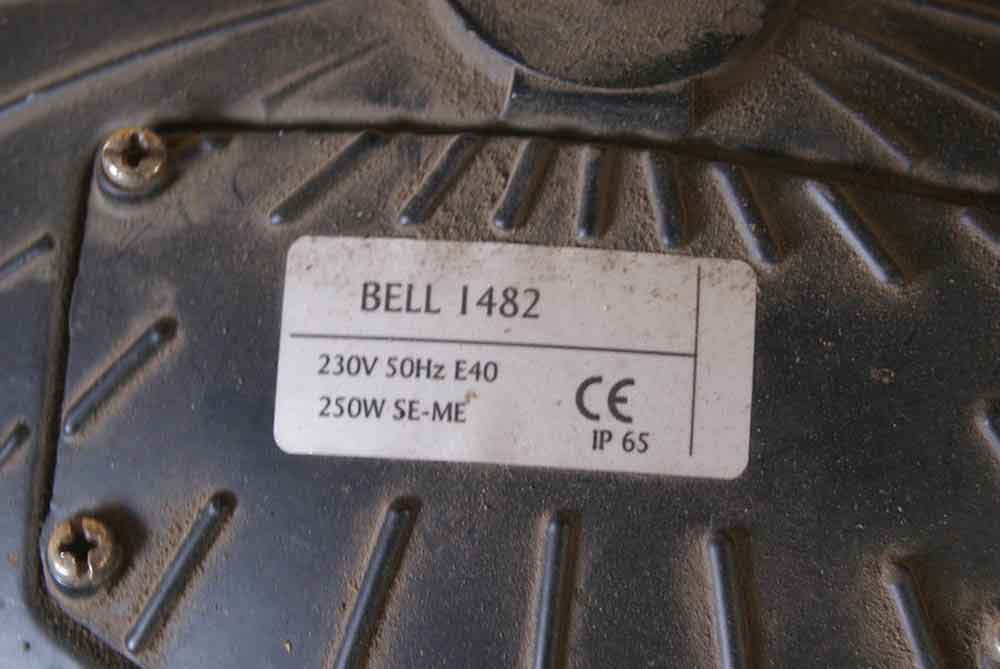 BELL 1482
230V 50Hz E40
250W SE-ME
CE
IP 65